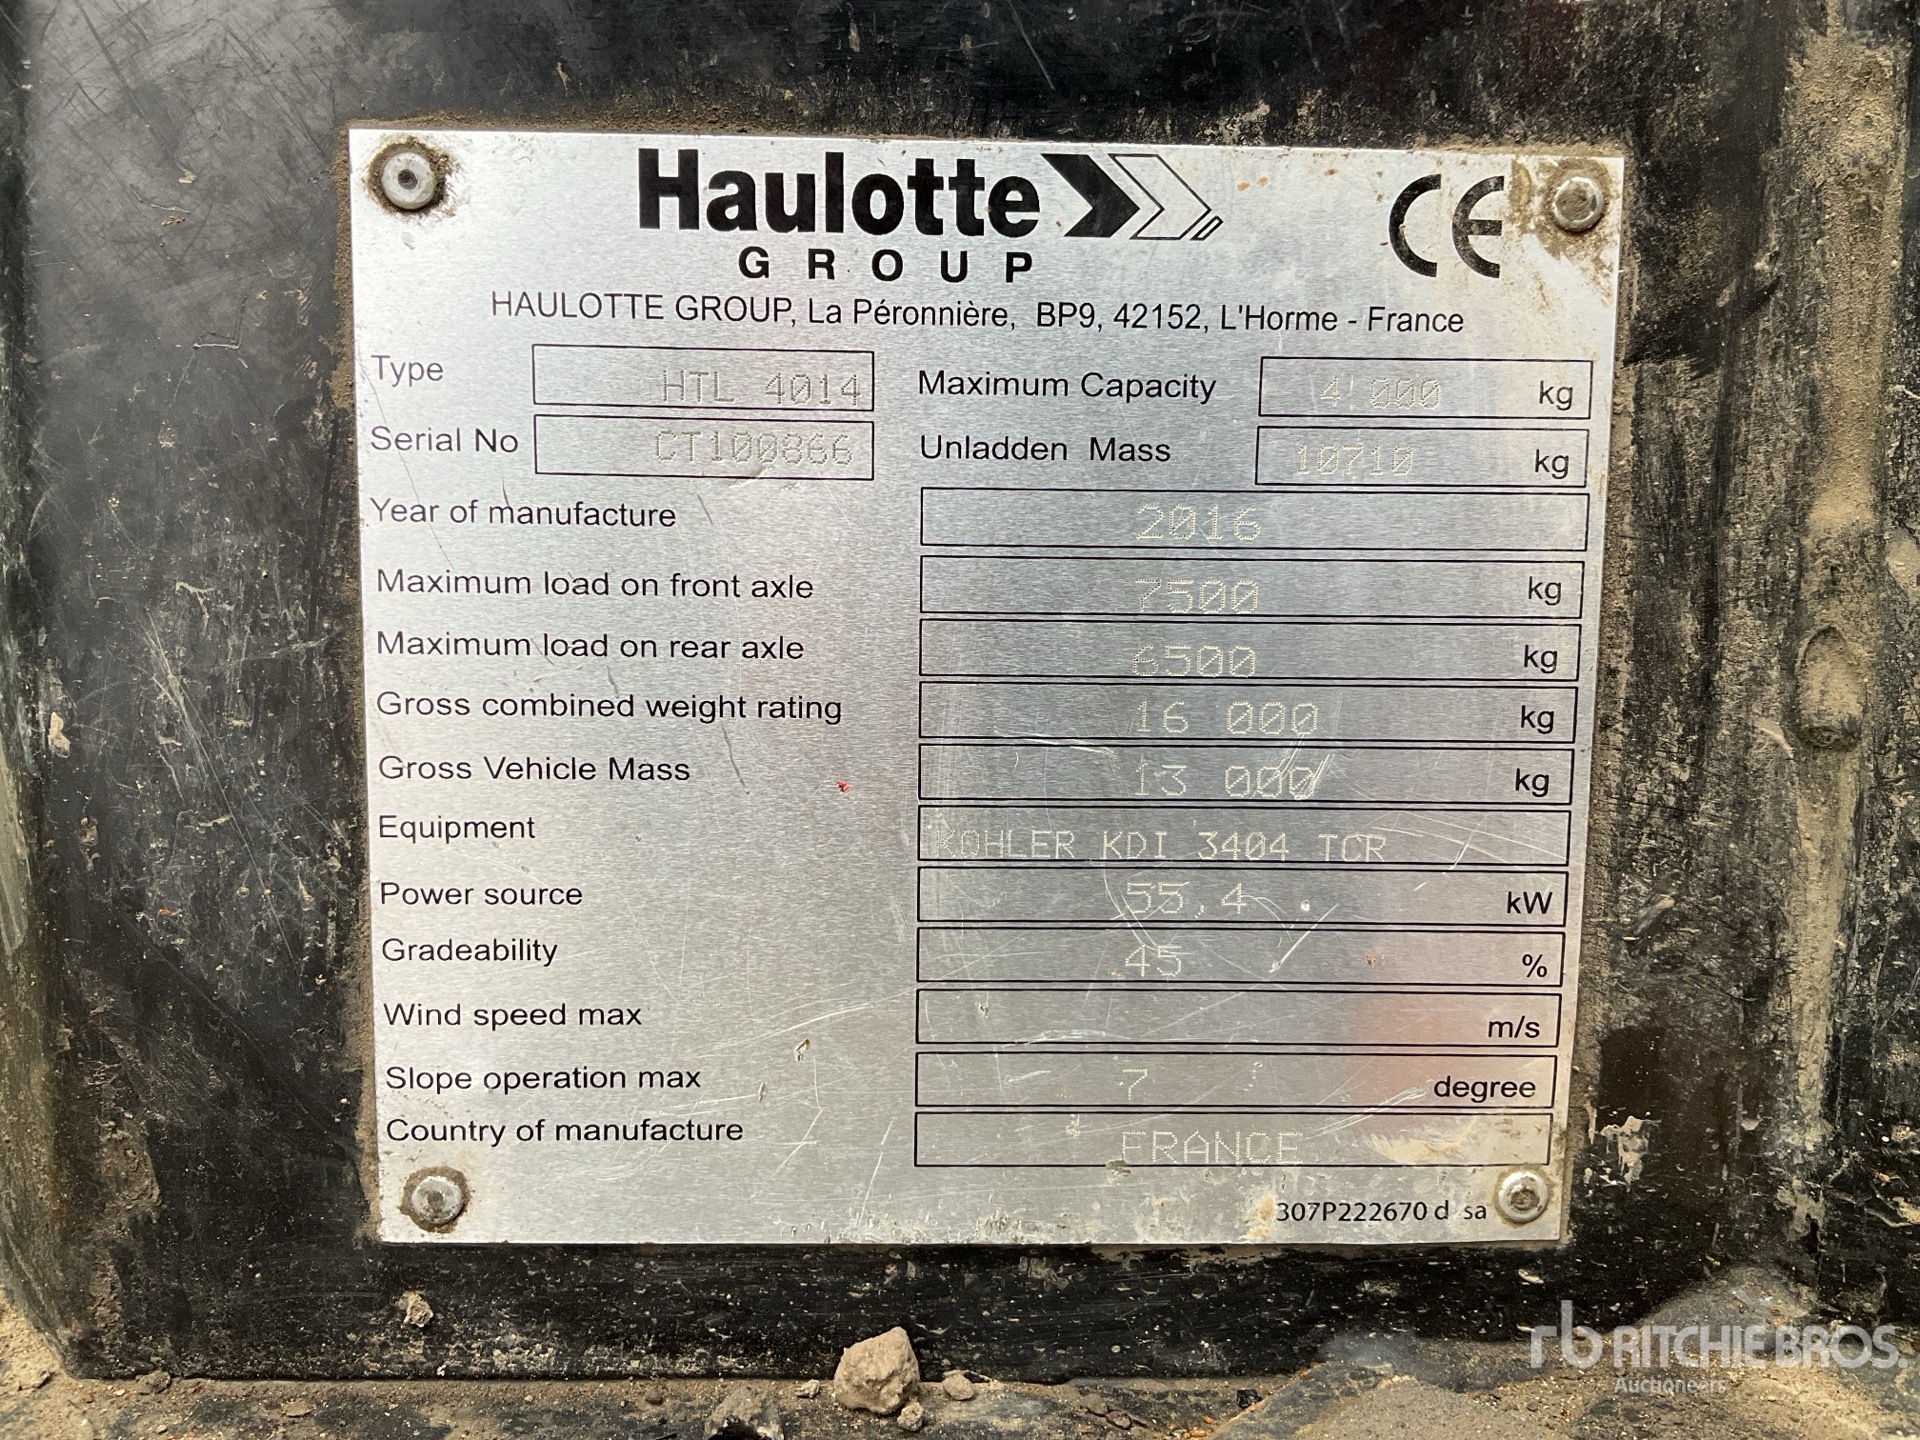 Haulotte
GROUP
CE
HAULOTTE GROUP, La Péronnière, BP9, 42152, L'Horme - France
Type HTL 4014 Maximum Capacity 4'000 kg
Serial No CT100866 Unladden Mass 10710 kg
Year of manufacture 2016
Maximum load on front axle 7500 kg
Maximum load on rear axle 6500 kg
Gross combined weight rating 16 000 kg
Gross Vehicle Mass 13 000 kg
Equipment KOHLER KDI 3404 TCR
Power source 55,4 kW
Gradeability 45 %
Wind speed max m/s
Slope operation max 7 degree
Country of manufacture FRANCE
307P222670 d sa
rb RITCHIE BROS.
Auctioneers